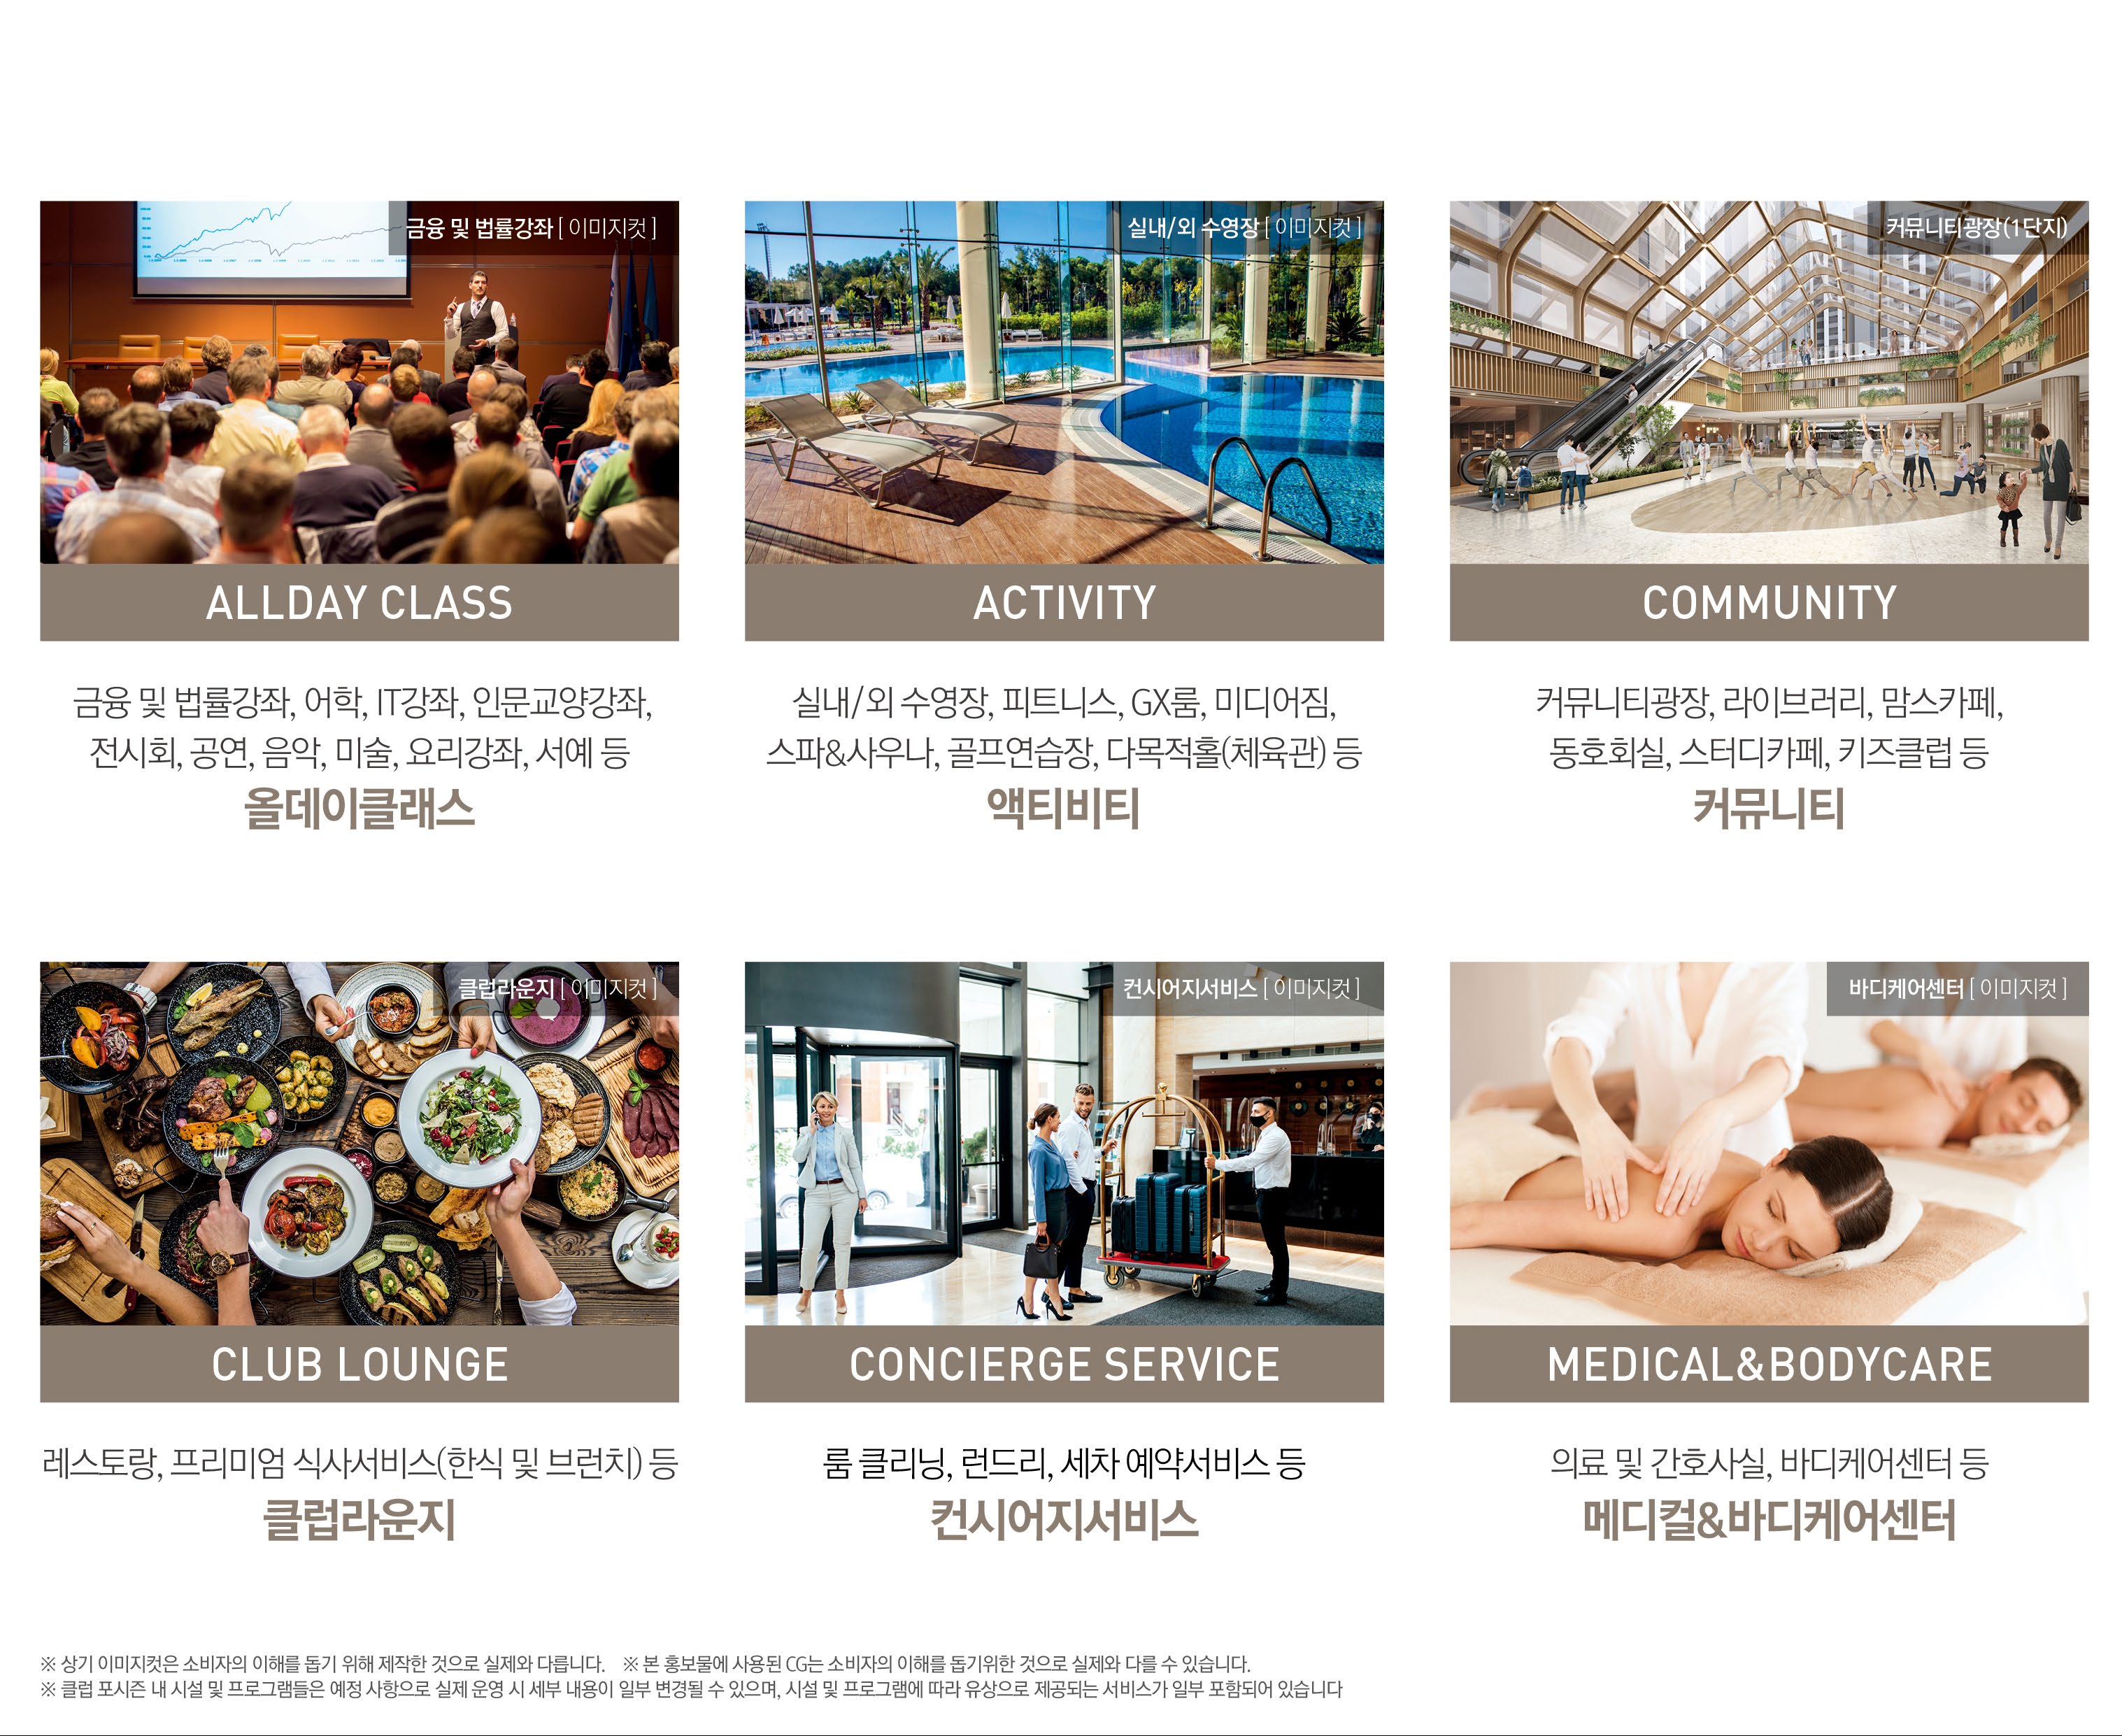 금융 및 법률강좌 [ 이미지컷 ]
ALLDAY CLASS
금융 및 법률강좌, 어학, IT강좌, 인문교양강좌,
전시회, 공연, 음악, 미술, 요리강좌, 서예 등
올데이클래스
실내/외 수영장 [ 이미지컷 ]
ACTIVITY
실내/외 수영장, 피트니스, GX룸, 미디어짐,
스파&사우나, 골프연습장, 다목적홀(체육관) 등
액티비티
커뮤니티광장(1단지)
COMMUNITY
커뮤니티광장, 라이브러리, 맘스카페,
동호회실, 스터디카페, 키즈클럽 등
커뮤니티
클럽라운지 [ 이미지컷 ]
CLUB LOUNGE
레스토랑, 프리미엄 식사서비스(한식 및 브런치) 등
클럽라운지
컨시어지서비스 [ 이미지컷 ]
CONCIERGE SERVICE
룸 클리닝, 런드리, 세차 예약서비스 등
컨시어지서비스
바디케어센터 [ 이미지컷 ]
MEDICAL&BODYCARE
의료 및 간호사실, 바디케어센터 등
메디컬&바디케어센터
※ 상기 이미지컷은 소비자의 이해를 돕기 위해 제작한 것으로 실제와 다릅니다. ※ 본 홍보물에 사용된 CG는 소비자의 이해를 돕기위한 것으로 실제와 다를 수 있습니다.
※ 클럽 포시즌 내 시설 및 프로그램들은 예정 사항으로 실제 운영 시 세부 내용이 일부 변경될 수 있으며, 시설 및 프로그램에 따라 유상으로 제공되는 서비스가 일부 포함되어 있습니다